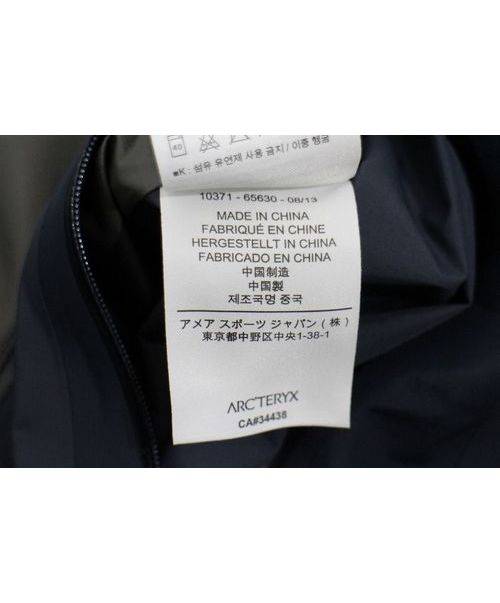 40
■K : 섬유 유연제 사용 금지 / 이중 헹굼
10371 - 65630 - 08/13
MADE IN CHINA
FABRIQUÉ EN CHINE
HERGESTELLT IN CHINA
FABRICADO EN CHINA
中国制造
中国製
제조국명 중국
アメア スポーツ ジャパン ( 株 )
東京都中野区中央1-38-1
ARC'TERYX
CA#34438